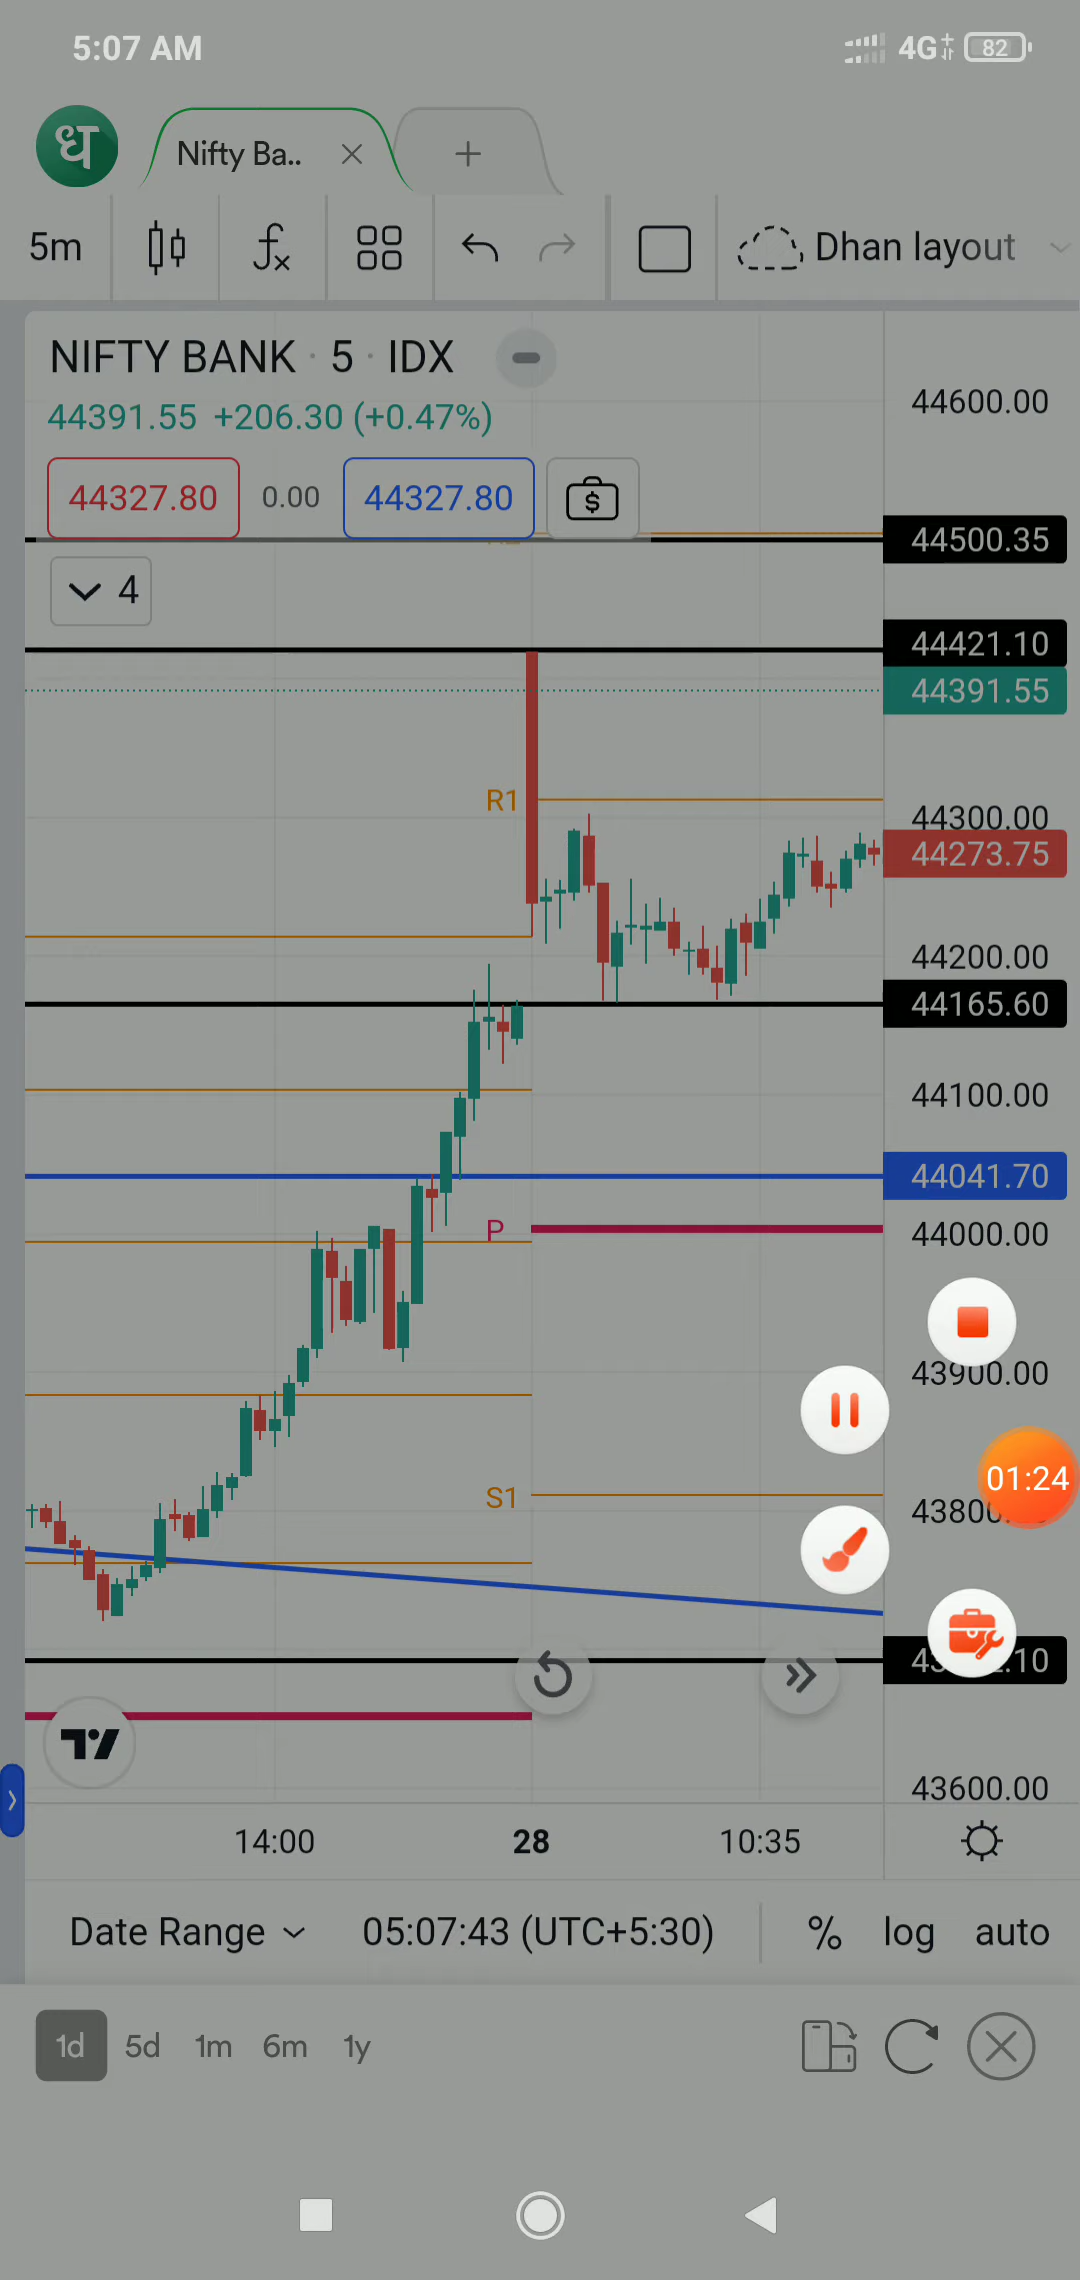 5:07 AM
4G
82
ध
Nifty Ba..
5m
Dhan layout
NIFTY BANK · 5 · IDX
44391.55 +206.30 (+0.47%)
44327.80 0.00 44327.80
4
44600.00
44500.35
44421.10
44391.55
R1
44300.00
44273.75
44200.00
44165.60
44100.00
44041.70
P
44000.00
43900.00
01:24
S1
.10
43600.00
14:00 28 10:35
Date Range 05:07:43 (UTC+5:30) % log auto
1d 5d 1m 6m 1y